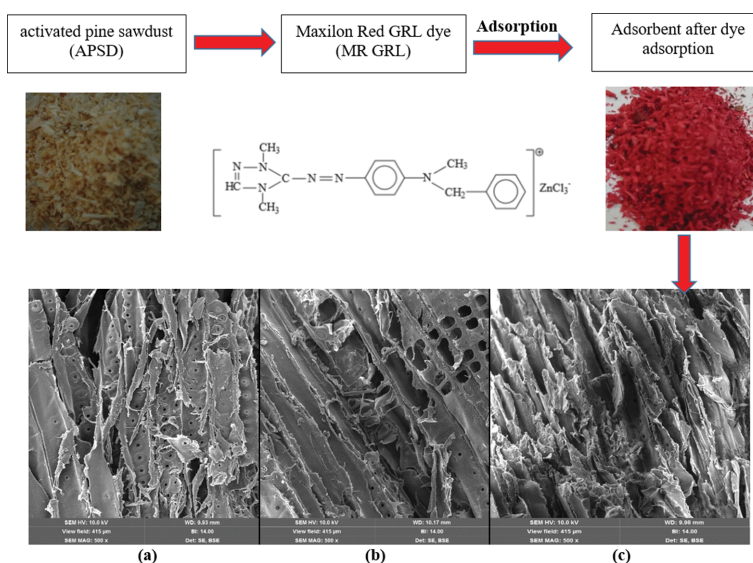 activated pine sawdust
(APSD)
Maxilon Red GRL dye
(MR GRL)
Adsorption
Adsorbent after dye
adsorption
CH₃
N
N
HC
N
C
N
N
CH₃
N
CH₃
CH₂
⊕
ZnCl₃⁻
SEM HV: 10.0 kV
WD: 9.83 mm
View field: 415 µm
BI: 14.00
SEM MAG: 500 x
Det: SE, BSE
SEM HV: 10.0 kV
WD: 10.17 mm
View field: 415 µm
BI: 14.00
SEM MAG: 500 x
Det: SE, BSE
SEM HV: 10.0 kV
WD: 9.98 mm
View field: 415 µm
BI: 14.00
SEM MAG: 500 x
Det: SE, BSE
(a)
(b)
(c)